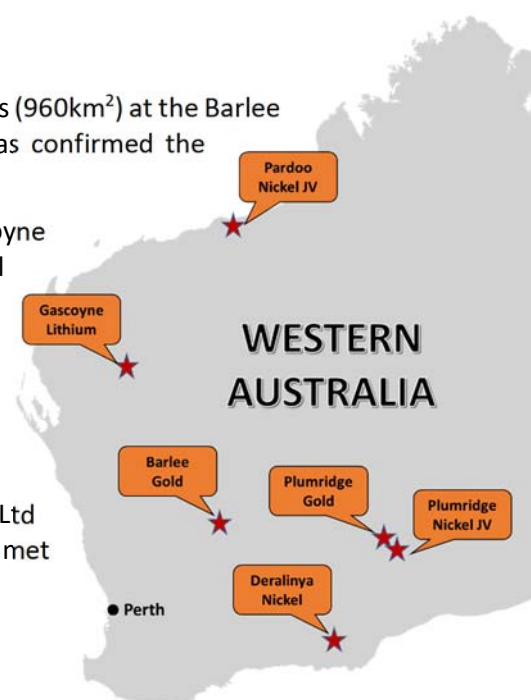 s (960km²) at the Barlee
as confirmed the
Pardoo
Nickel JV
oyne
l
Gascoyne
Lithium
WESTERN
AUSTRALIA
Barlee
Gold
Plumridge
Gold
Plumridge
Nickel JV
Ltd
met
Deralinya
Nickel
Perth